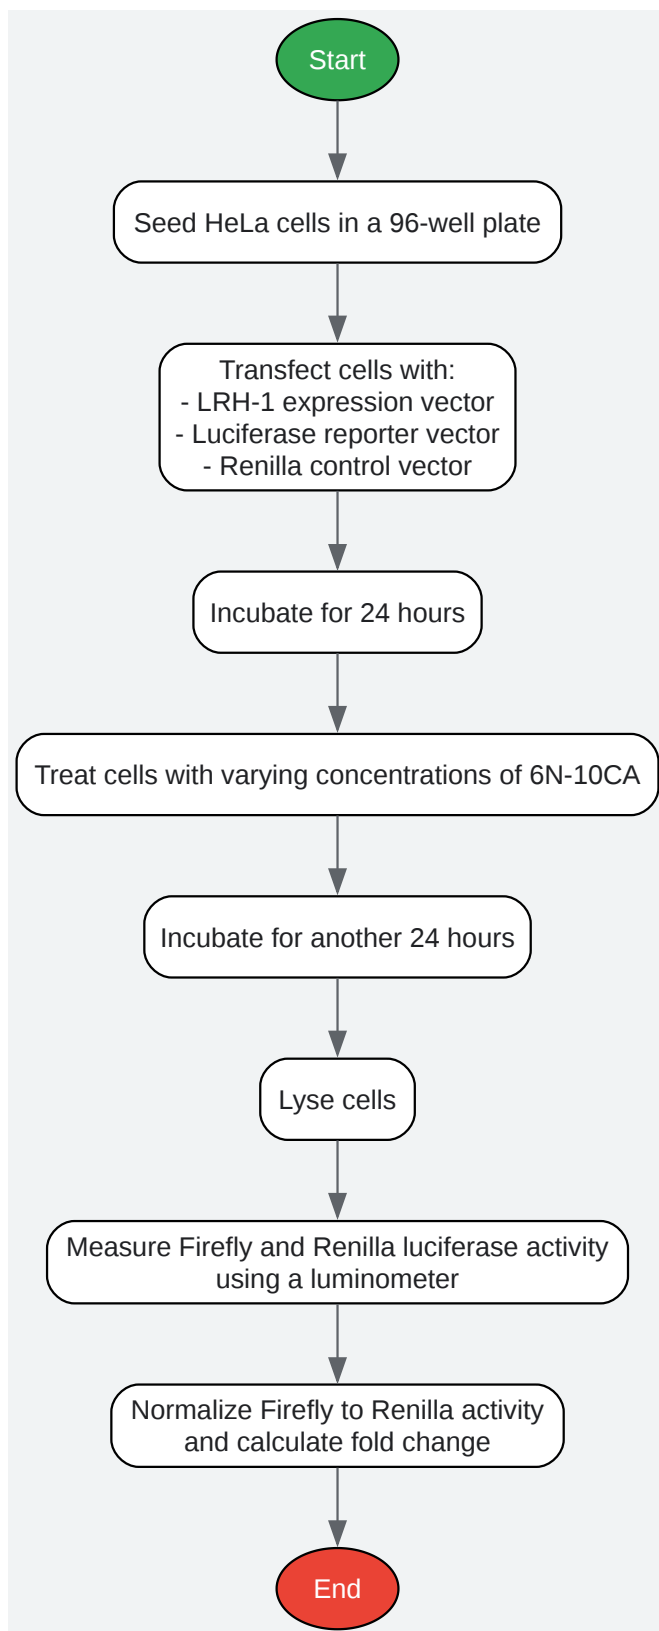 Start
Seed HeLa cells in a 96-well plate
Transfect cells with:
- LRH-1 expression vector
- Luciferase reporter vector
- Renilla control vector
Incubate for 24 hours
Treat cells with varying concentrations of 6N-10CA
Incubate for another 24 hours
Lyse cells
Measure Firefly and Renilla luciferase activity
using a luminometer
Normalize Firefly to Renilla activity
and calculate fold change
End